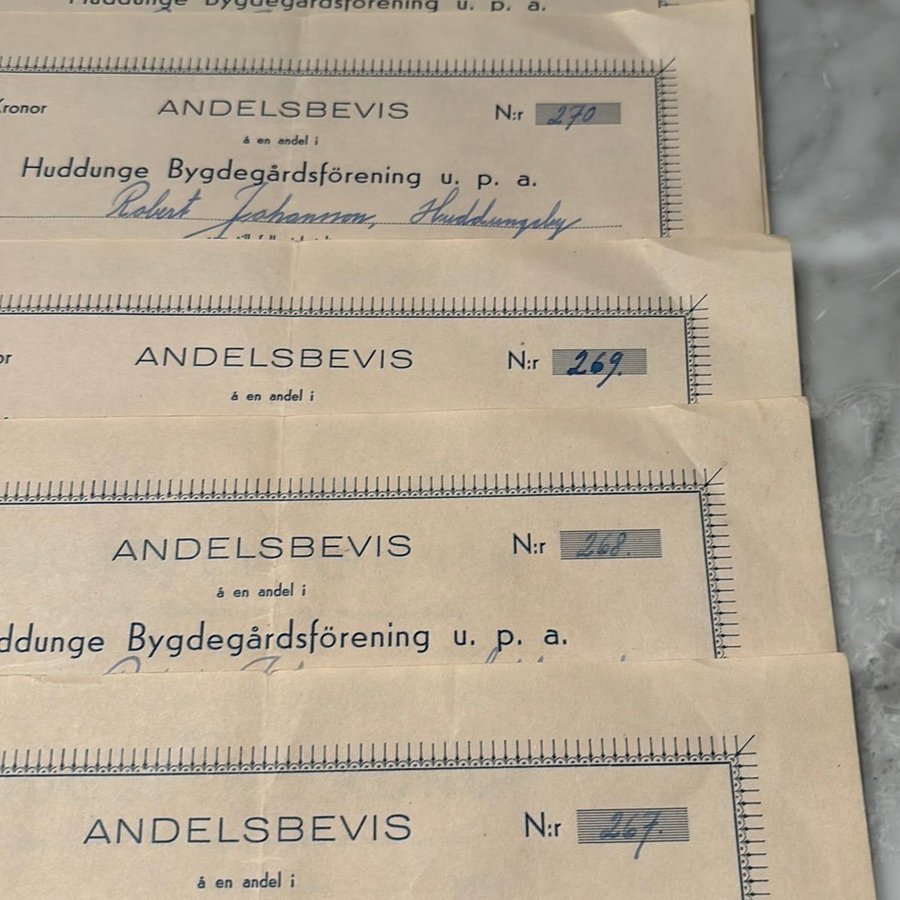 Huddunge Bygdegårdsförening u. p. a.
Kronor ANDELSBEVIS N:r 270
á en andel i
Huddunge Bygdegårdsförening u. p. a.
Robert Johansson, Huddungeby
ANDELSBEVIS N:r 269.
á en andel i
ANDELSBEVIS N:r 268.
á en andel i
ddunge Bygdegårdsförening u. p. a.
ANDELSBEVIS N:r 267.
á en andel i